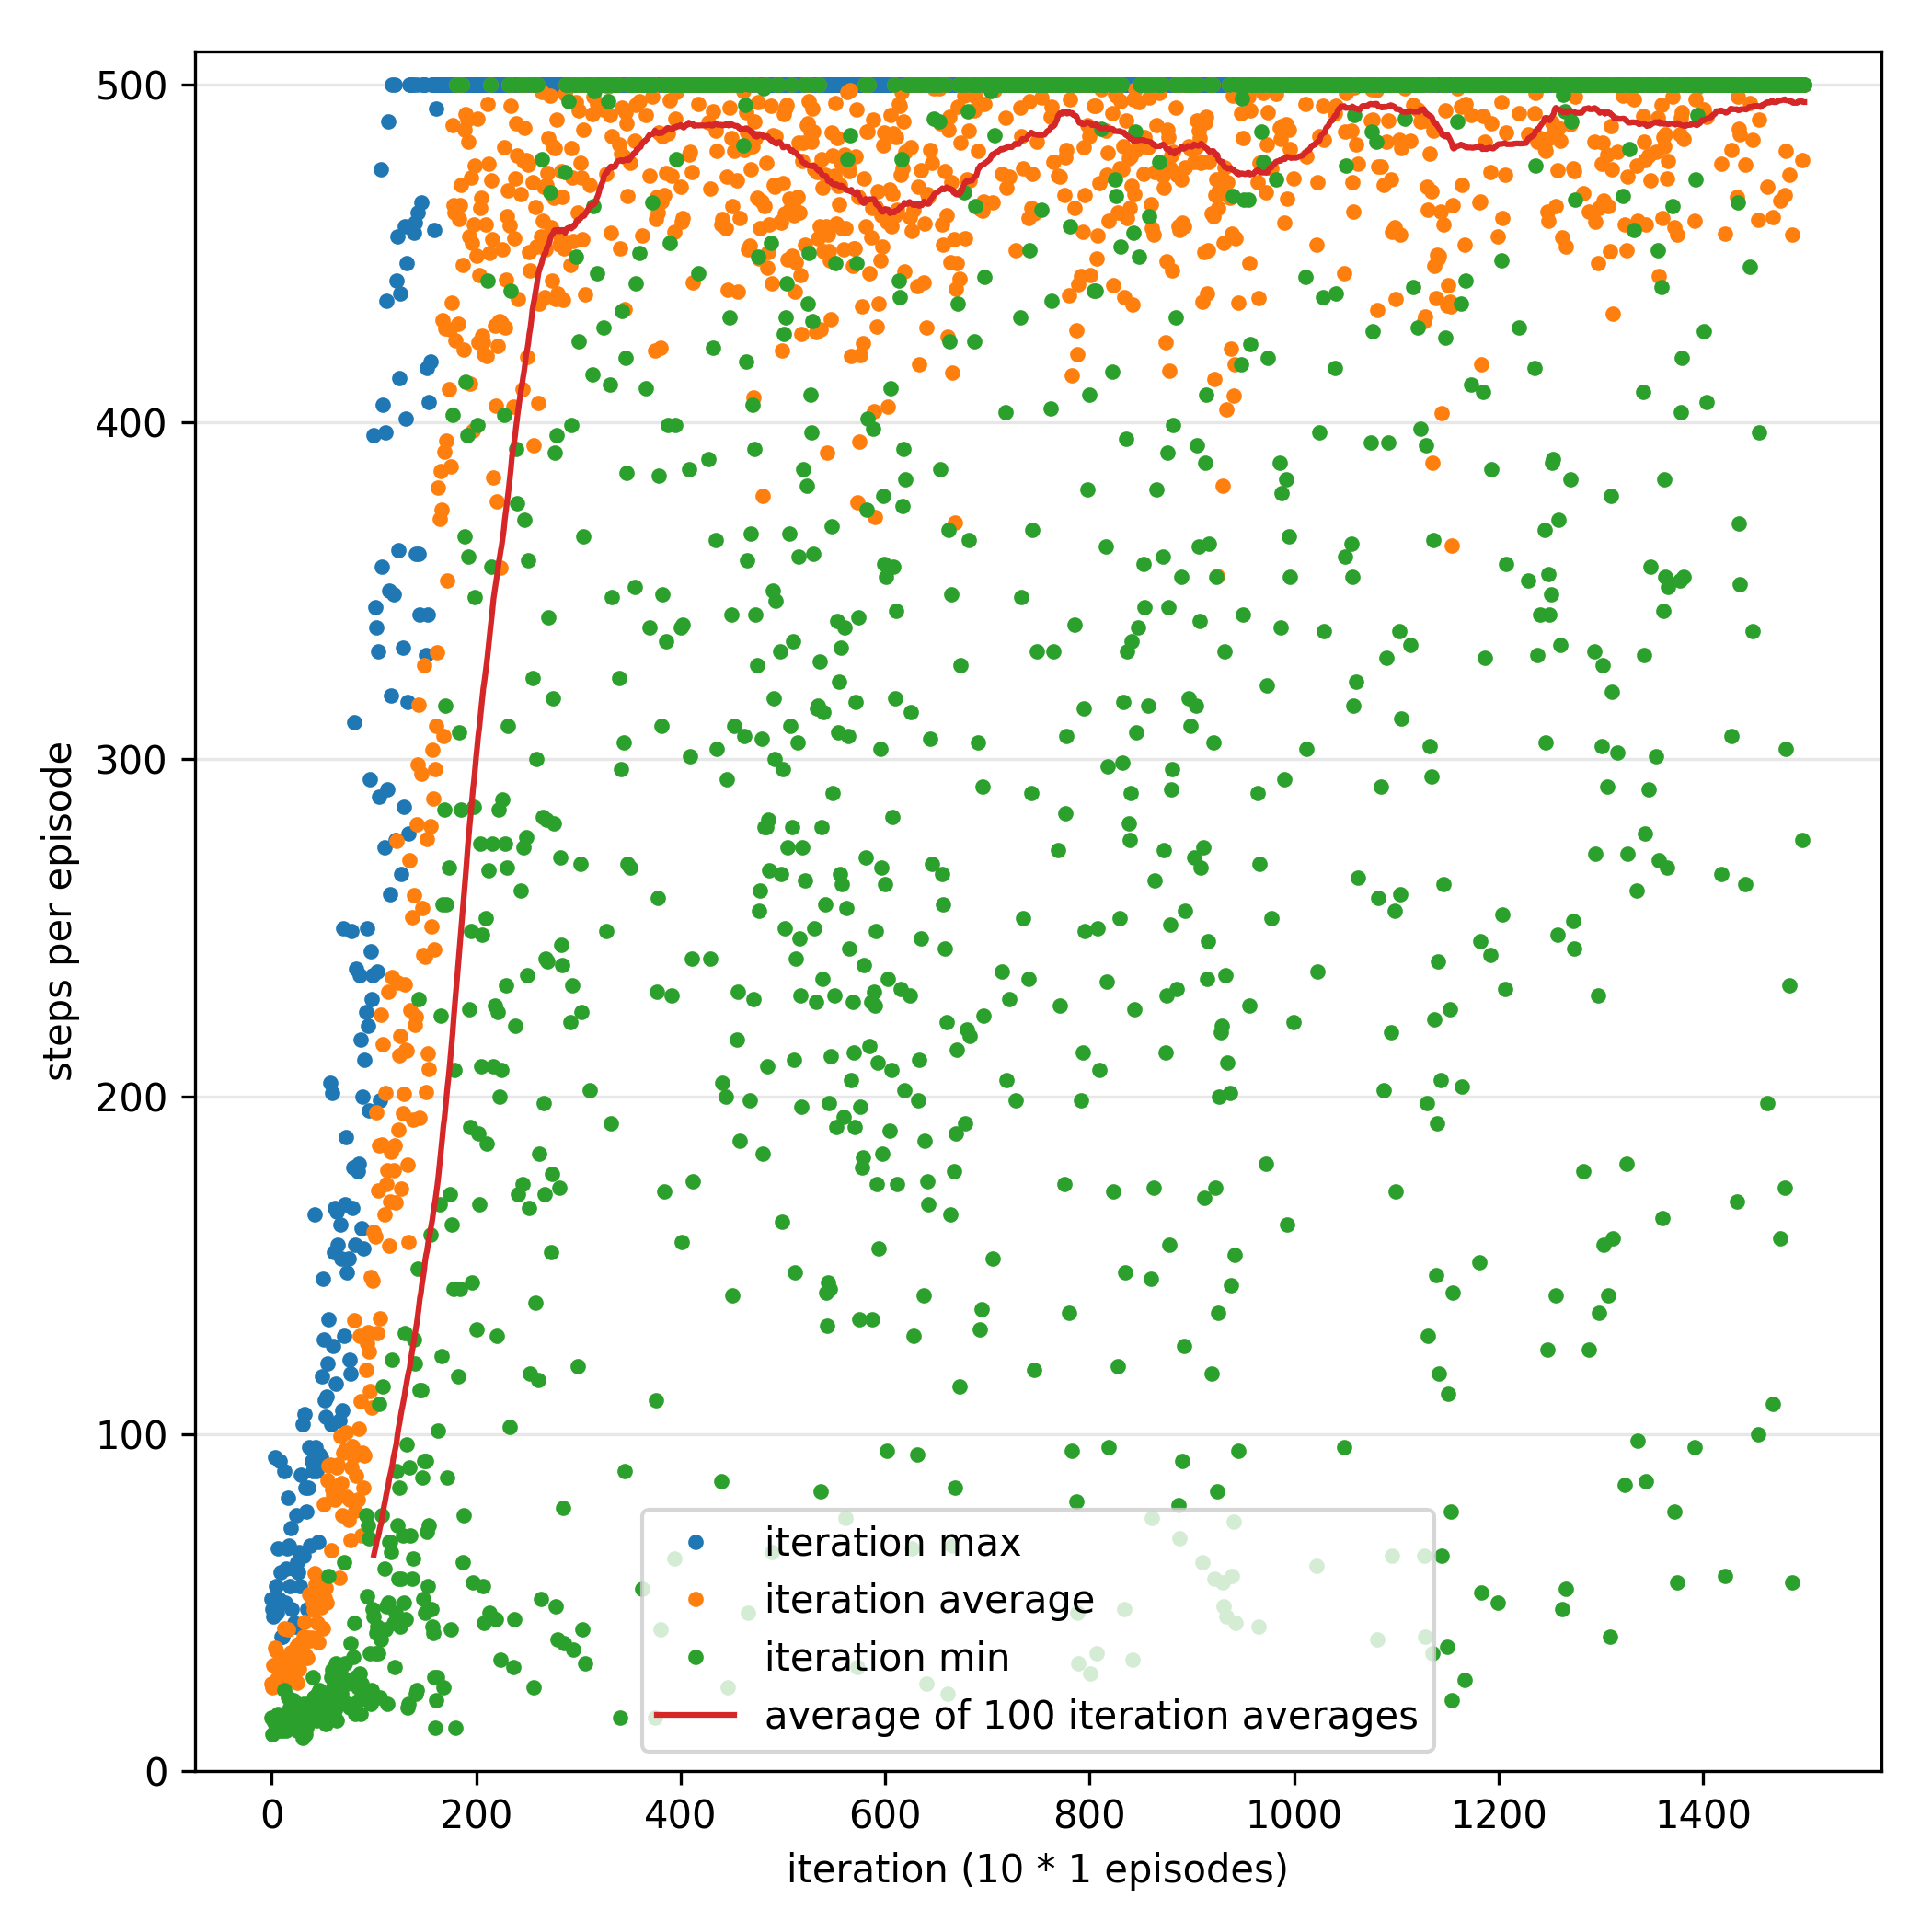 500
400
300
200
100
0
steps per episode
iteration max
iteration average
iteration min
average of 100 iteration averages
0 200 400 600 800 1000 1200 1400
iteration (10 * 1 episodes)